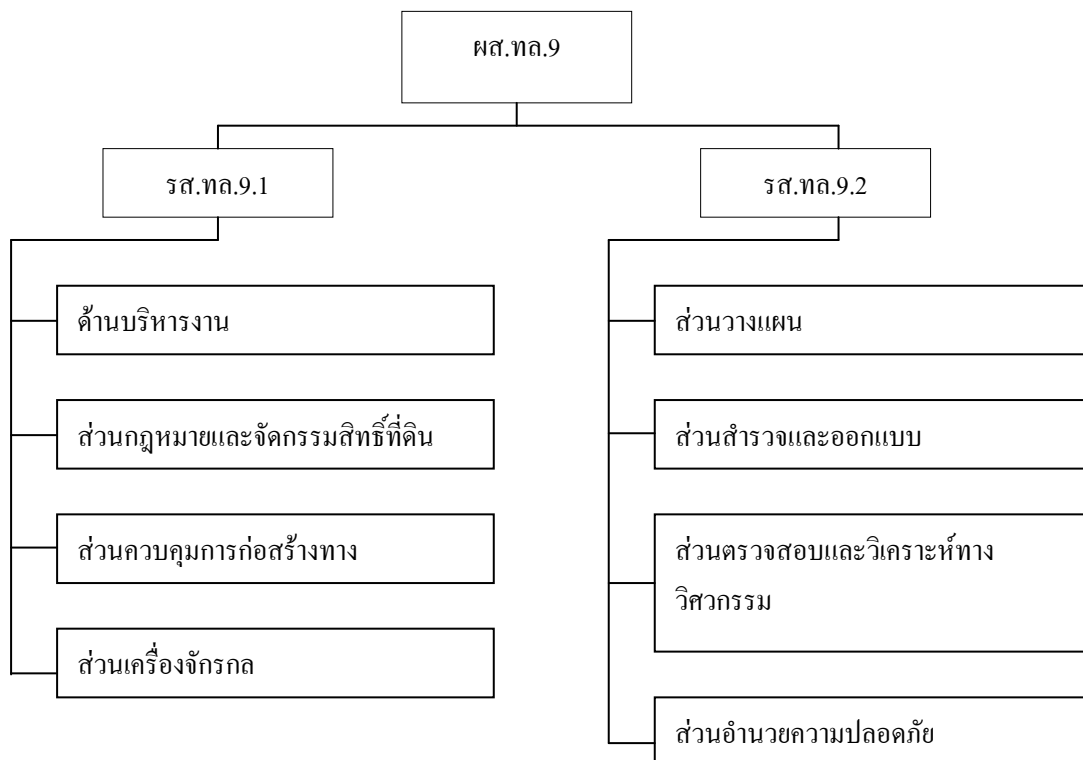 ผส.ทล.9
รส.ทล.9.1
รส.ทล.9.2
ด้านบริหารงาน
ส่วนกฎหมายและจัดกรรมสิทธิ์ที่ดิน
ส่วนควบคุมการก่อสร้างทาง
ส่วนเครื่องจักรกล
ส่วนวางแผน
ส่วนสำรวจและออกแบบ
ส่วนตรวจสอบและวิเคราะห์ทาง
วิศวกรรม
ส่วนอำนวยความปลอดภัย